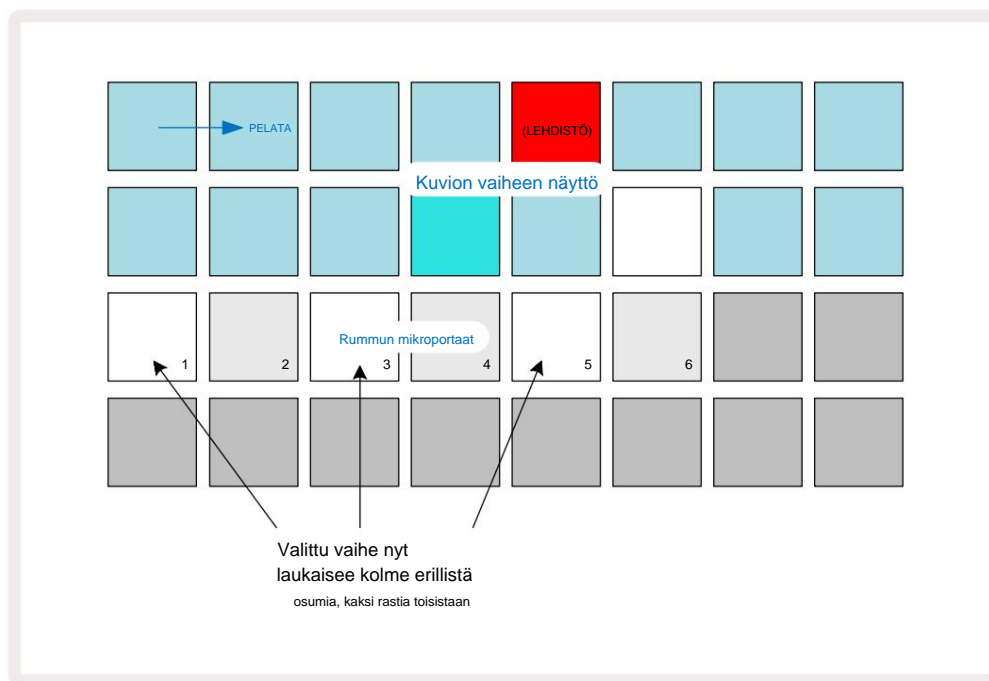 PELATA
(LEHDISTÖ)
Kuvion vaiheen näyttö
Rummun mikroportaat
1
2
3
4
5
6
Valittu vaihe nyt
laukaisee kolme erillistä
osumia, kaksi rastia toisistaan